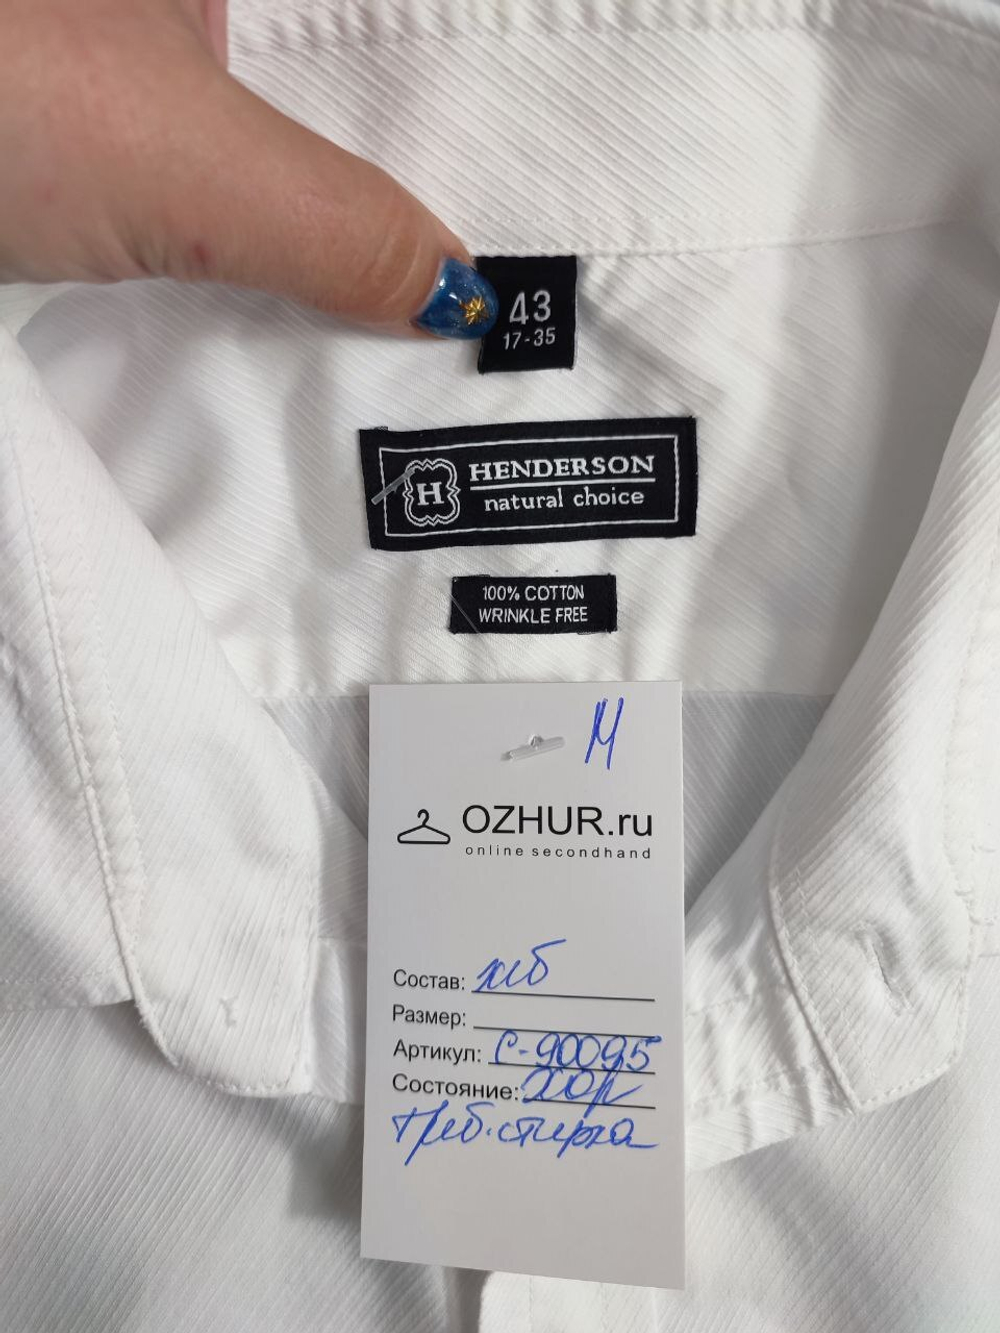 43
17-35
H HENDERSON
natural choice
100% COTTON
WRINKLE FREE
М
OZHUR.ru
online secondhand
Состав: хб
Размер:
Артикул: С-90095
Состояние: хор
Треб. стирка